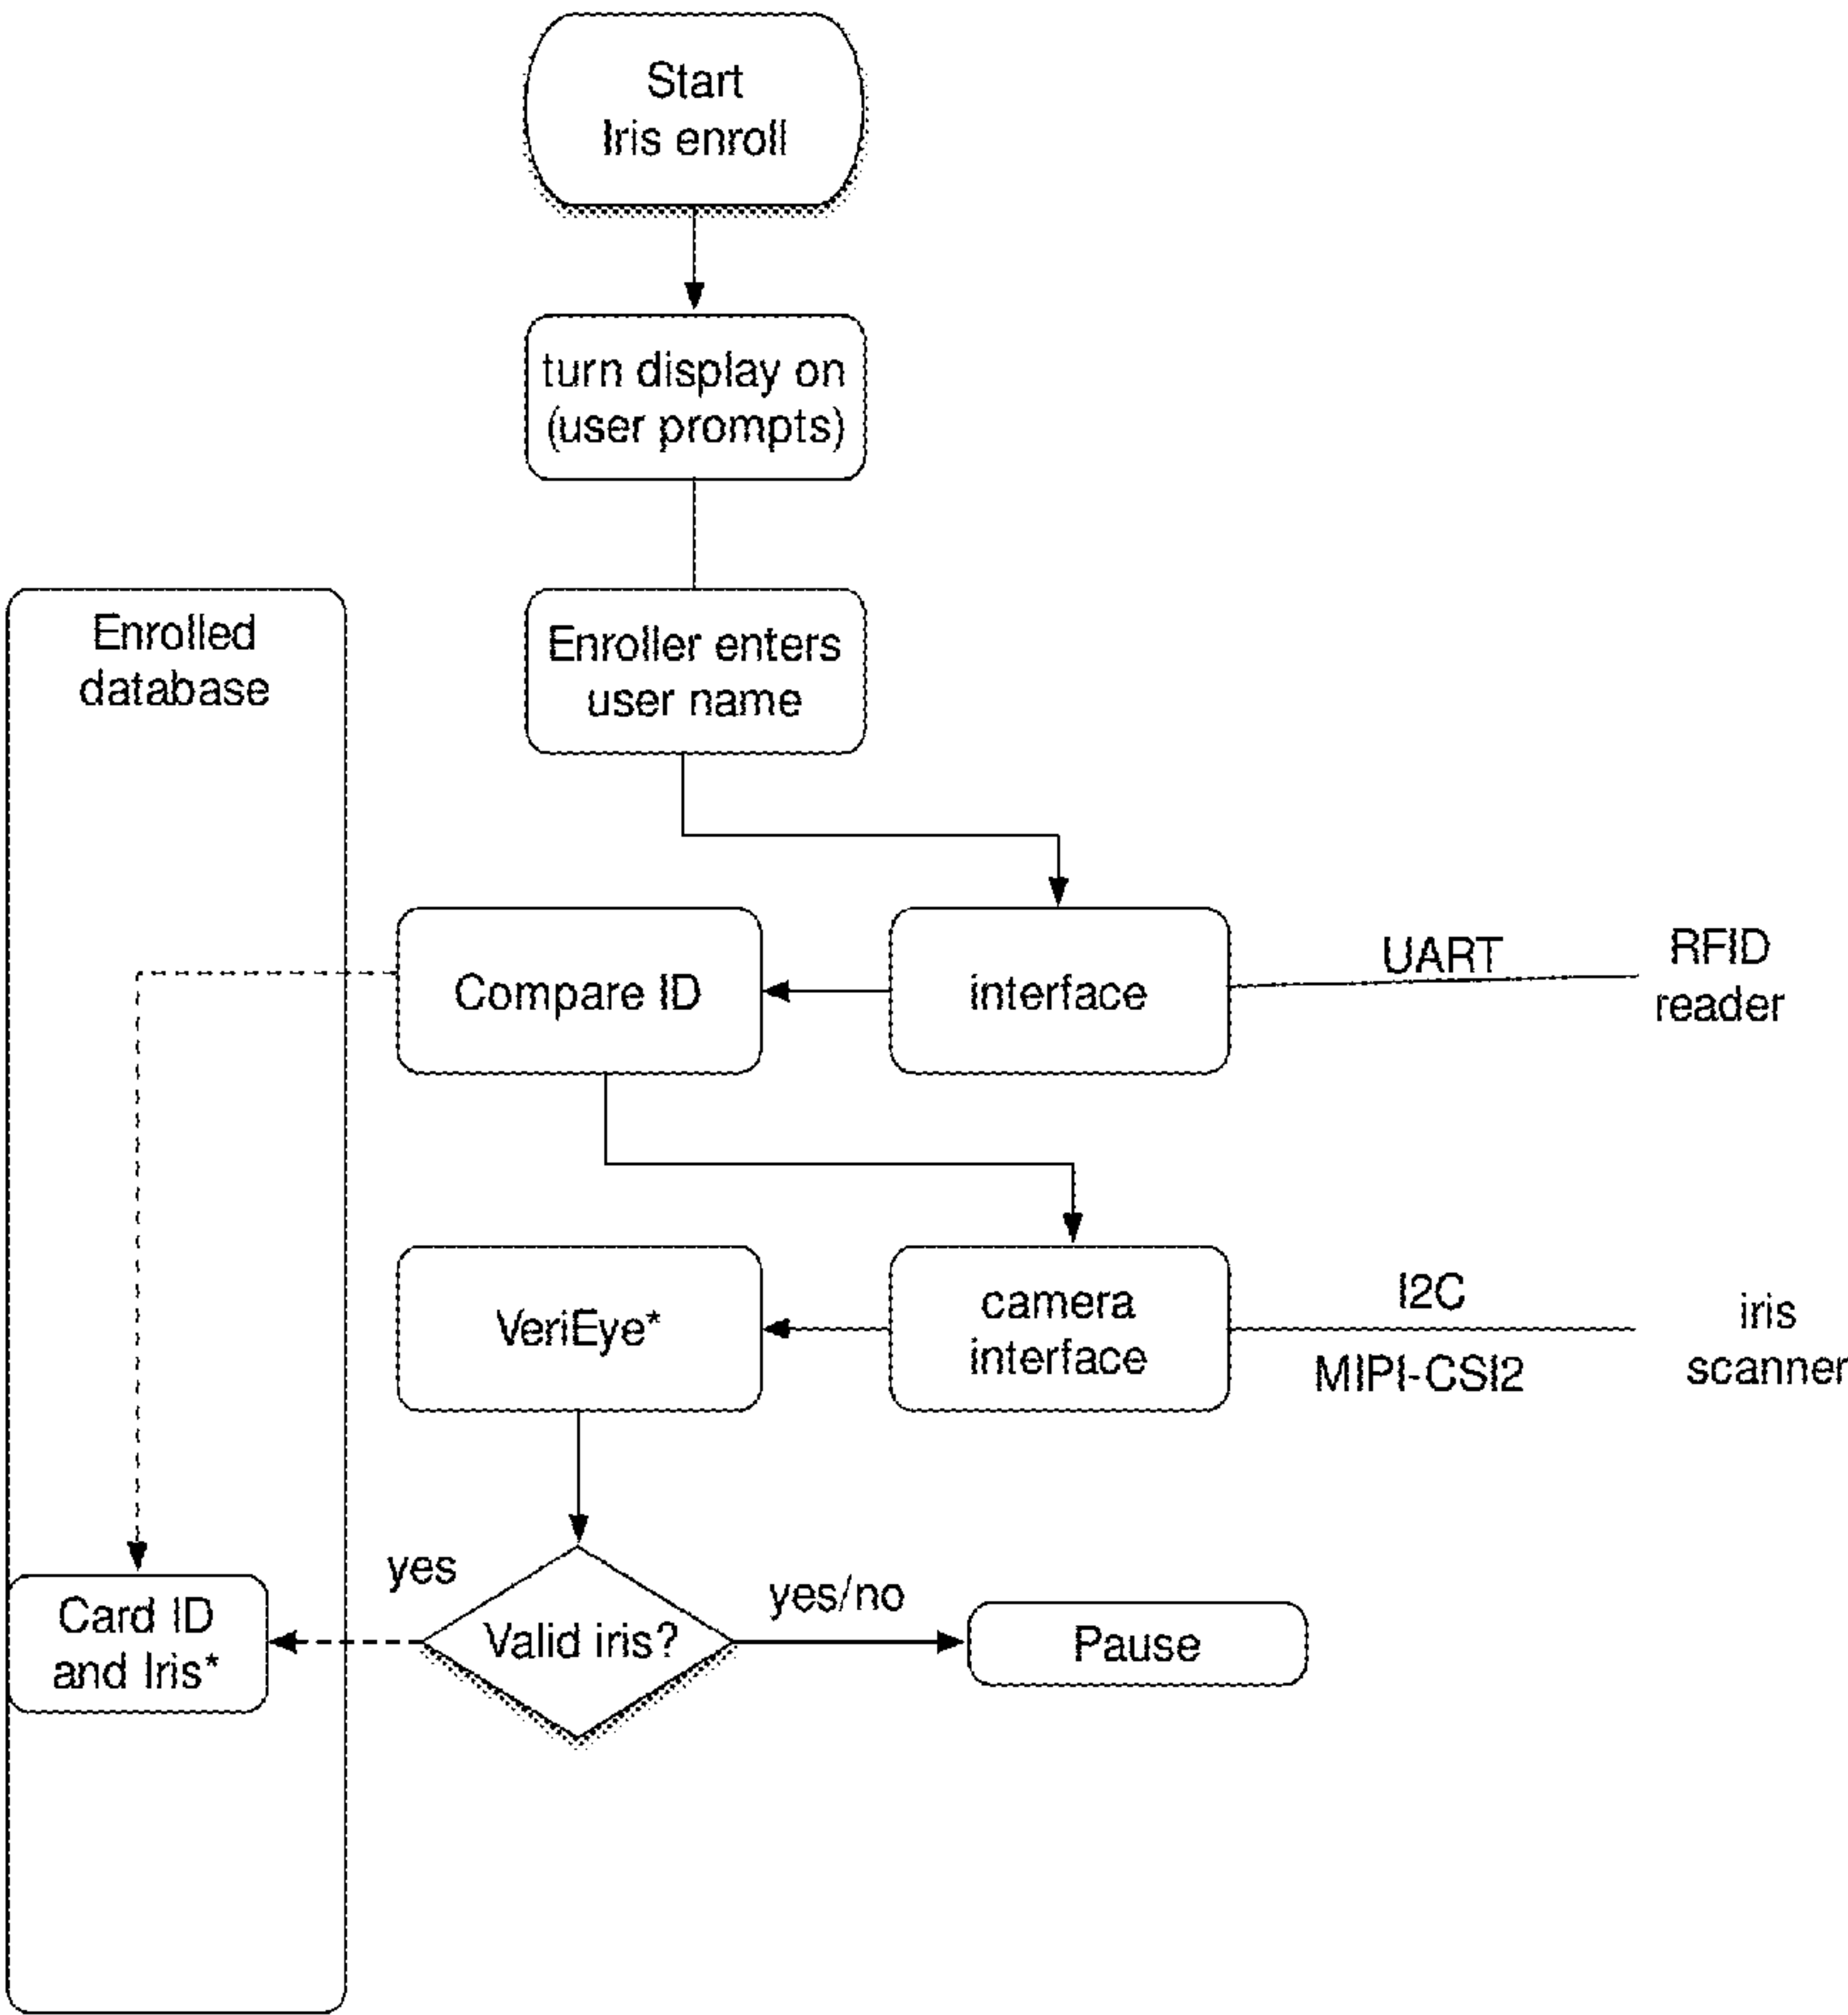 Start
Iris enroll
turn display on
(user prompts)
Enrolled
database
Enroller enters
user name
Compare ID
interface
UART
RFID
reader
VeriEye*
camera
interface
I2C
MIPI-CSI2
iris
scanner
yes
Card ID
and Iris*
Valid iris?
yes/no
Pause